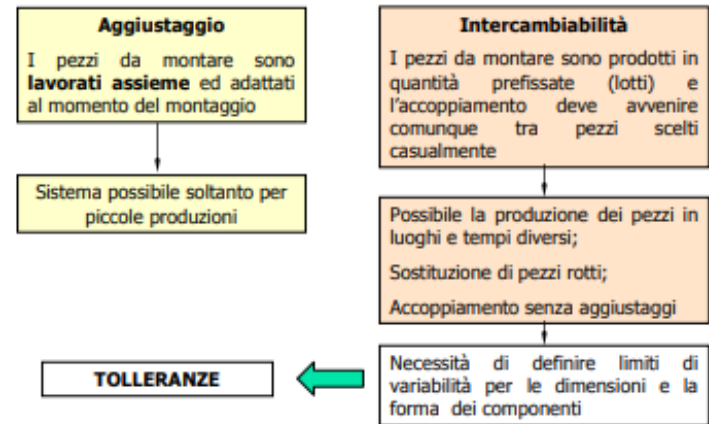 Aggiustaggio
I pezzi da montare sono
lavorati assieme ed adattati
al momento del montaggio
Sistema possibile soltanto per
piccole produzioni
Intercambiabilità
I pezzi da montare sono prodotti in
quantità prefissate (lotti) e
l'accoppiamento deve avvenire
comunque tra pezzi scelti
casualmente
Possibile la produzione dei pezzi in
luoghi e tempi diversi;
Sostituzione di pezzi rotti;
Accoppiamento senza aggiustaggi
Necessità di definire limiti di
variabilità per le dimensioni e la
forma dei componenti
TOLLERANZE